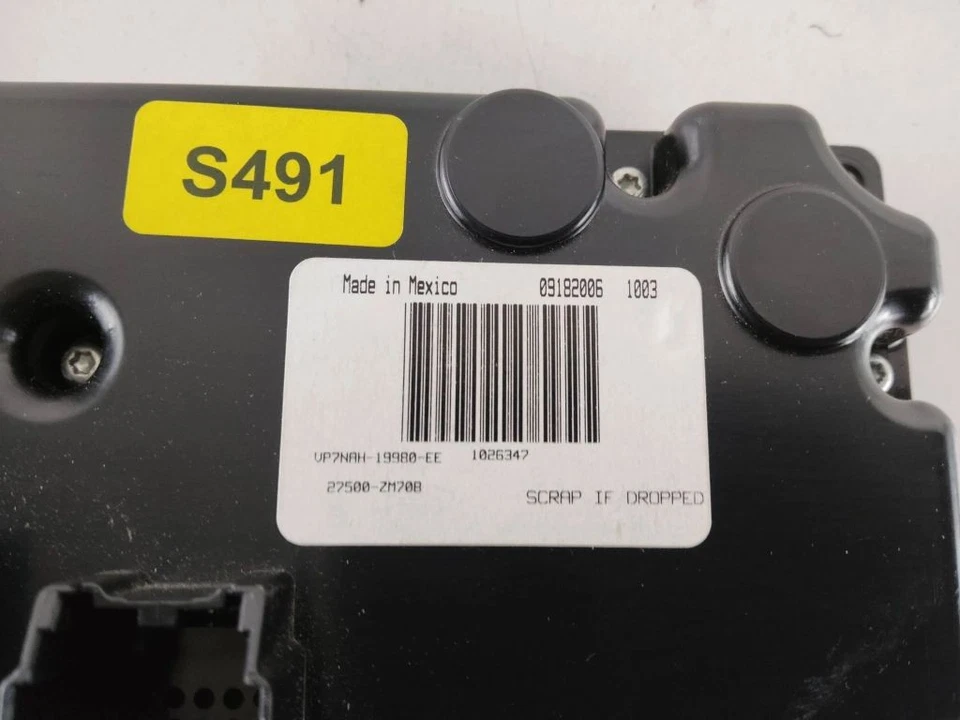 S491
Made in Mexico 09182006 1003
VP7NAH-19980-EE 1026347
27500-ZM70B
SCRAP IF DROPPED